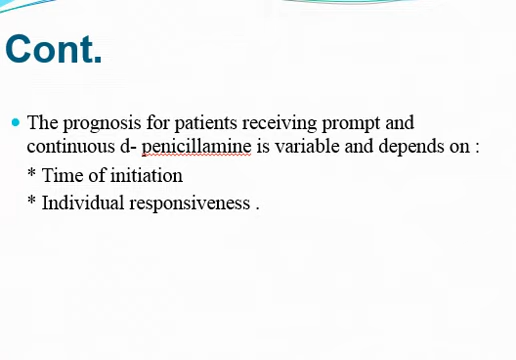 Cont.
The prognosis for patients receiving prompt and
continuous d- penicillamine is variable and depends on :
* Time of initiation
* Individual responsiveness .